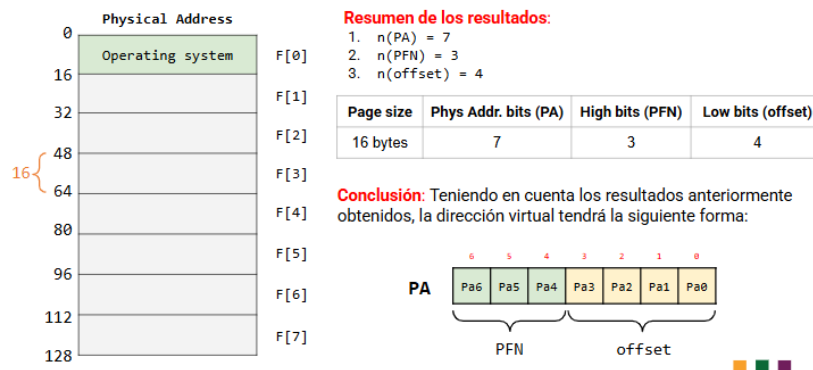 Physical Address
0
Operating system
F[0]
16
F[1]
32
F[2]
48
16
F[3]
64
F[4]
80
F[5]
96
F[6]
112
F[7]
128
Resumen de los resultados:
1. n(PA) = 7
2. n(PFN) = 3
3. n(offset) = 4
Page size Phys Addr. bits (PA) High bits (PFN) Low bits (offset)
16 bytes 7 3 4
Conclusión: Teniendo en cuenta los resultados anteriormente
obtenidos, la dirección virtual tendrá la siguiente forma:
6 5 4 3 2 1 0
PA Pa6 Pa5 Pa4 Pa3 Pa2 Pa1 Pa0
PFN offset